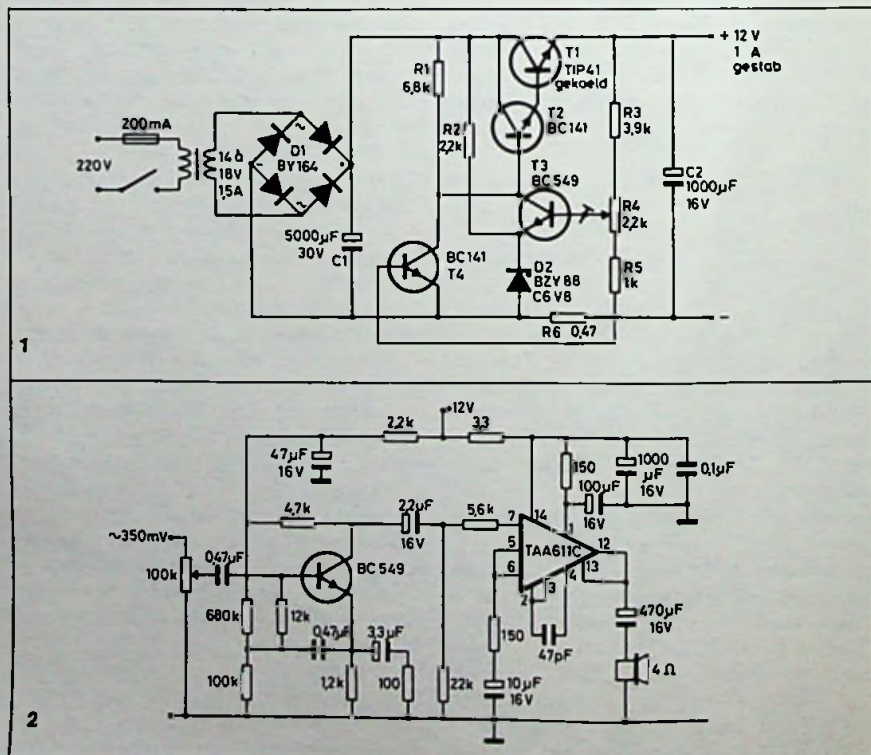 + 12 V
1 A
gestab
T1
TIP41
gekoeld
R1
6,8k
T2
BC141
R2
2,2k
R3
3,9k
200mA
220V
14 à
18V
1,5A
D1
BY164
~
~
-
T3
BC 549
R4
2,2k
C2
1000µF
16V
5000µF
30V
C1
BC141
T4
D2
BZY88
C6V8
R5
1k
R6 0,47
-
1
+12V
2,2k
3,3
47µF
16V
150
100µF
16V
1000
µF
16V
0,1µF
4,7k
2,2µF
16V
5,6k
7
14
1
~350mV
0,47µF
100k
BC 549
5
6
TAA611C
12
13
2
3
4
680k
12k
0,47µF
3,3µF
150
47pF
470µF
16V
100k
1,2k
100
22k
10µF
16V
4 Ω
2